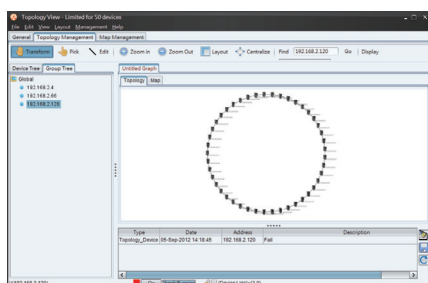 Topology View - Limited for 50 devices
File Edit View Layout Management Help
General Topology Management Map Management
Transform Pick Edit Zoom in Zoom Out Layout Centralize Find 192.168.2.120 Go Display
Device Tree Group Tree
Untitled Graph
Global
192.168.2.4
192.168.2.66
192.168.2.120
Topology Map
Type Date Address Description
Topology_Device 05-Sep-2012 14:18:45 192.168.2.120 Fail